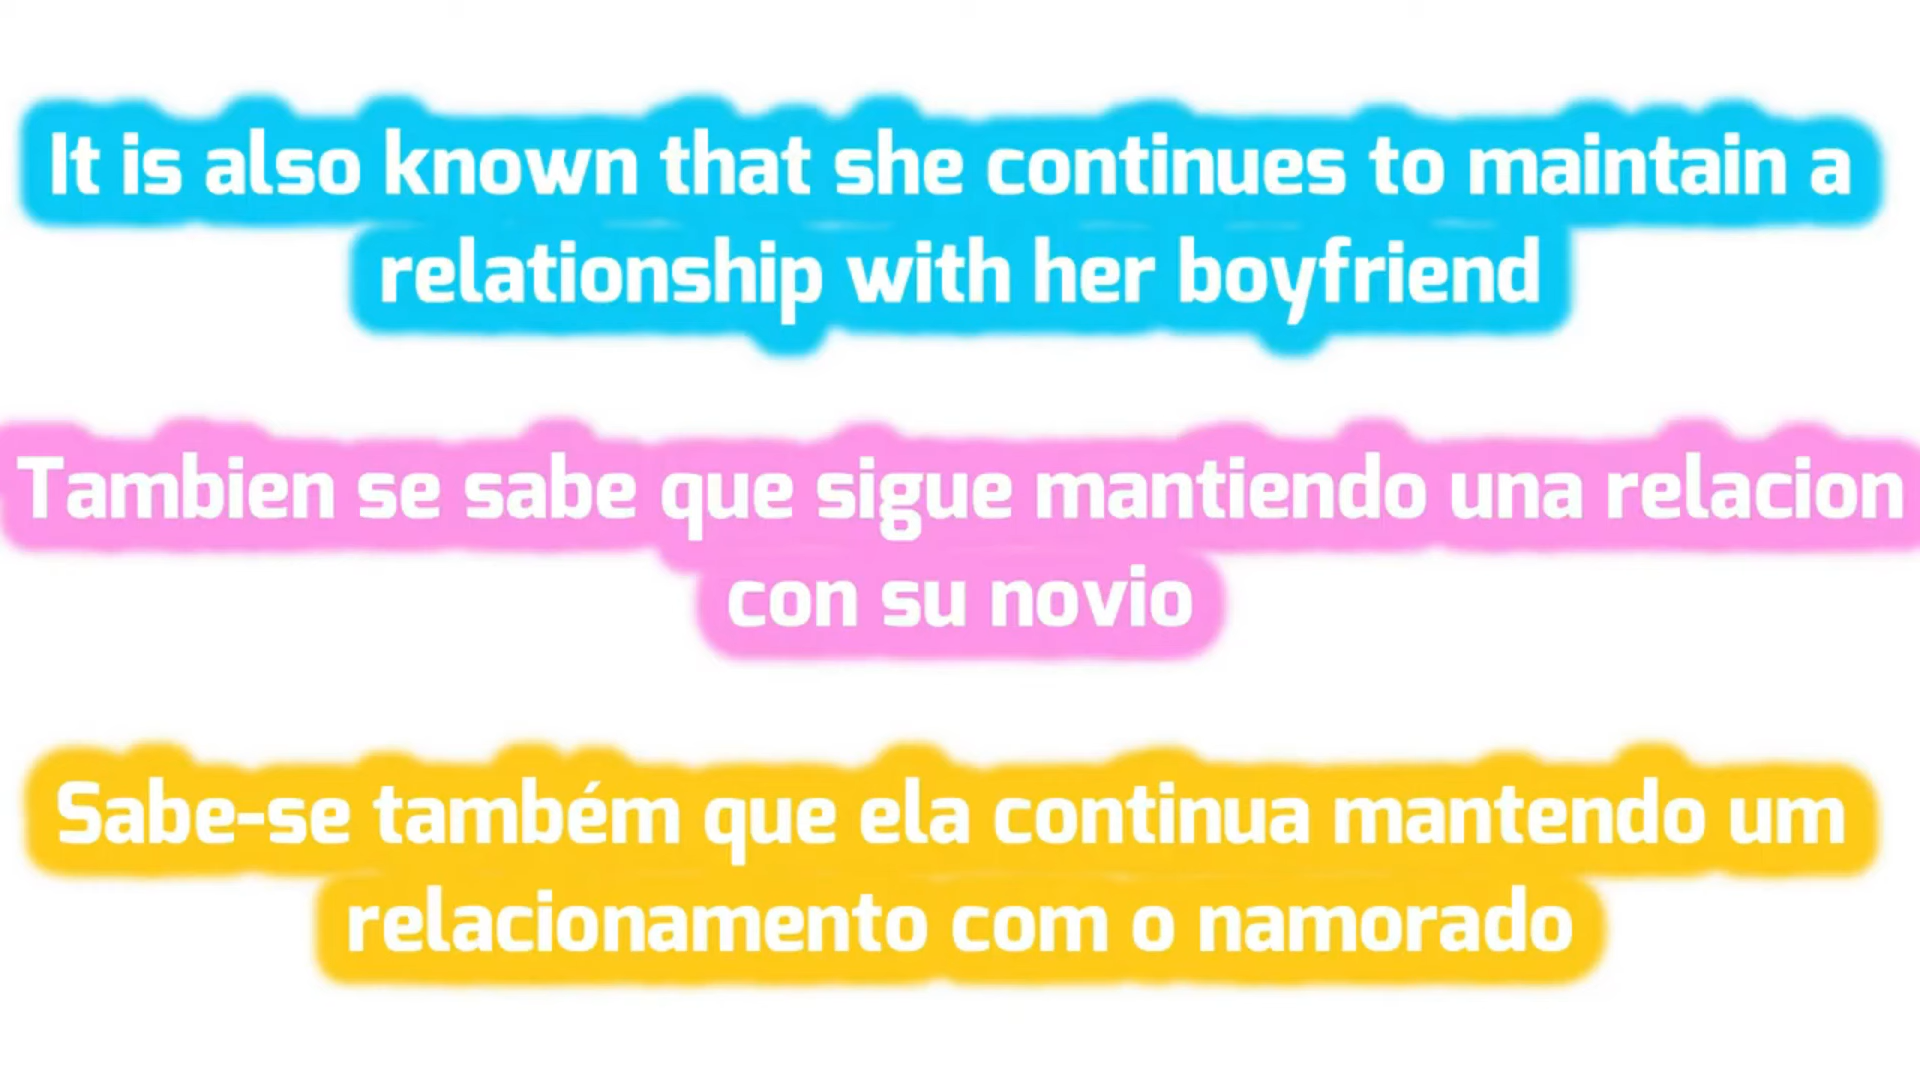 It is also known that she continues to maintain a
relationship with her boyfriend
Tambien se sabe que sigue mantiendo una relacion
con su novio
Sabe-se também que ela continua mantendo um
relacionamento com o namorado